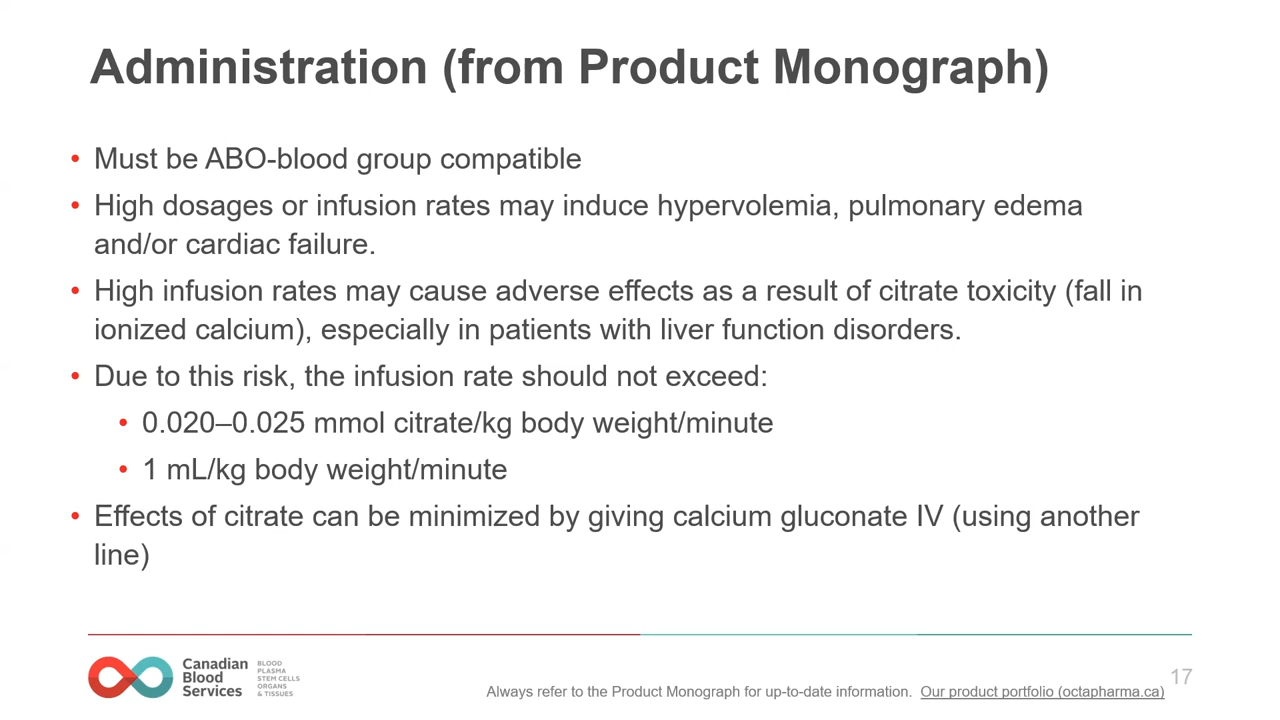 Administration (from Product Monograph)
• Must be ABO-blood group compatible
• High dosages or infusion rates may induce hypervolemia, pulmonary edema
and/or cardiac failure.
• High infusion rates may cause adverse effects as a result of citrate toxicity (fall in
ionized calcium), especially in patients with liver function disorders.
• Due to this risk, the infusion rate should not exceed:
• 0.020–0.025 mmol citrate/kg body weight/minute
• 1 mL/kg body weight/minute
• Effects of citrate can be minimized by giving calcium gluconate IV (using another
line)
Canadian
Blood
Services
BLOOD
PLASMA
STEM CELLS
ORGANS
& TISSUES
Always refer to the Product Monograph for up-to-date information. Our product portfolio (octapharma.ca)
17